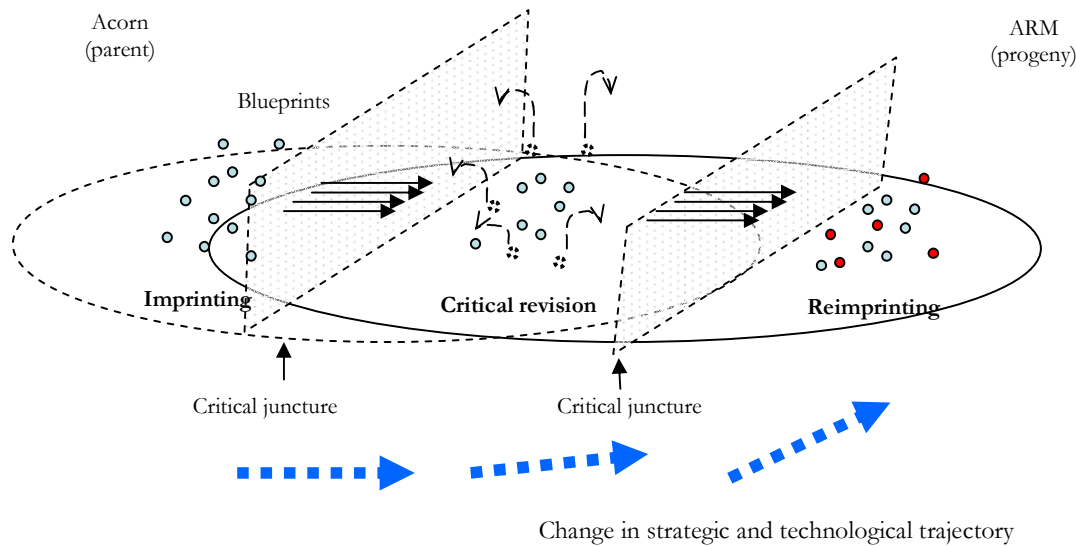 Acorn
(parent)
ARM
(progeny)
Blueprints
Imprinting
Critical revision
Reimprinting
Critical juncture
Critical juncture
Change in strategic and technological trajectory